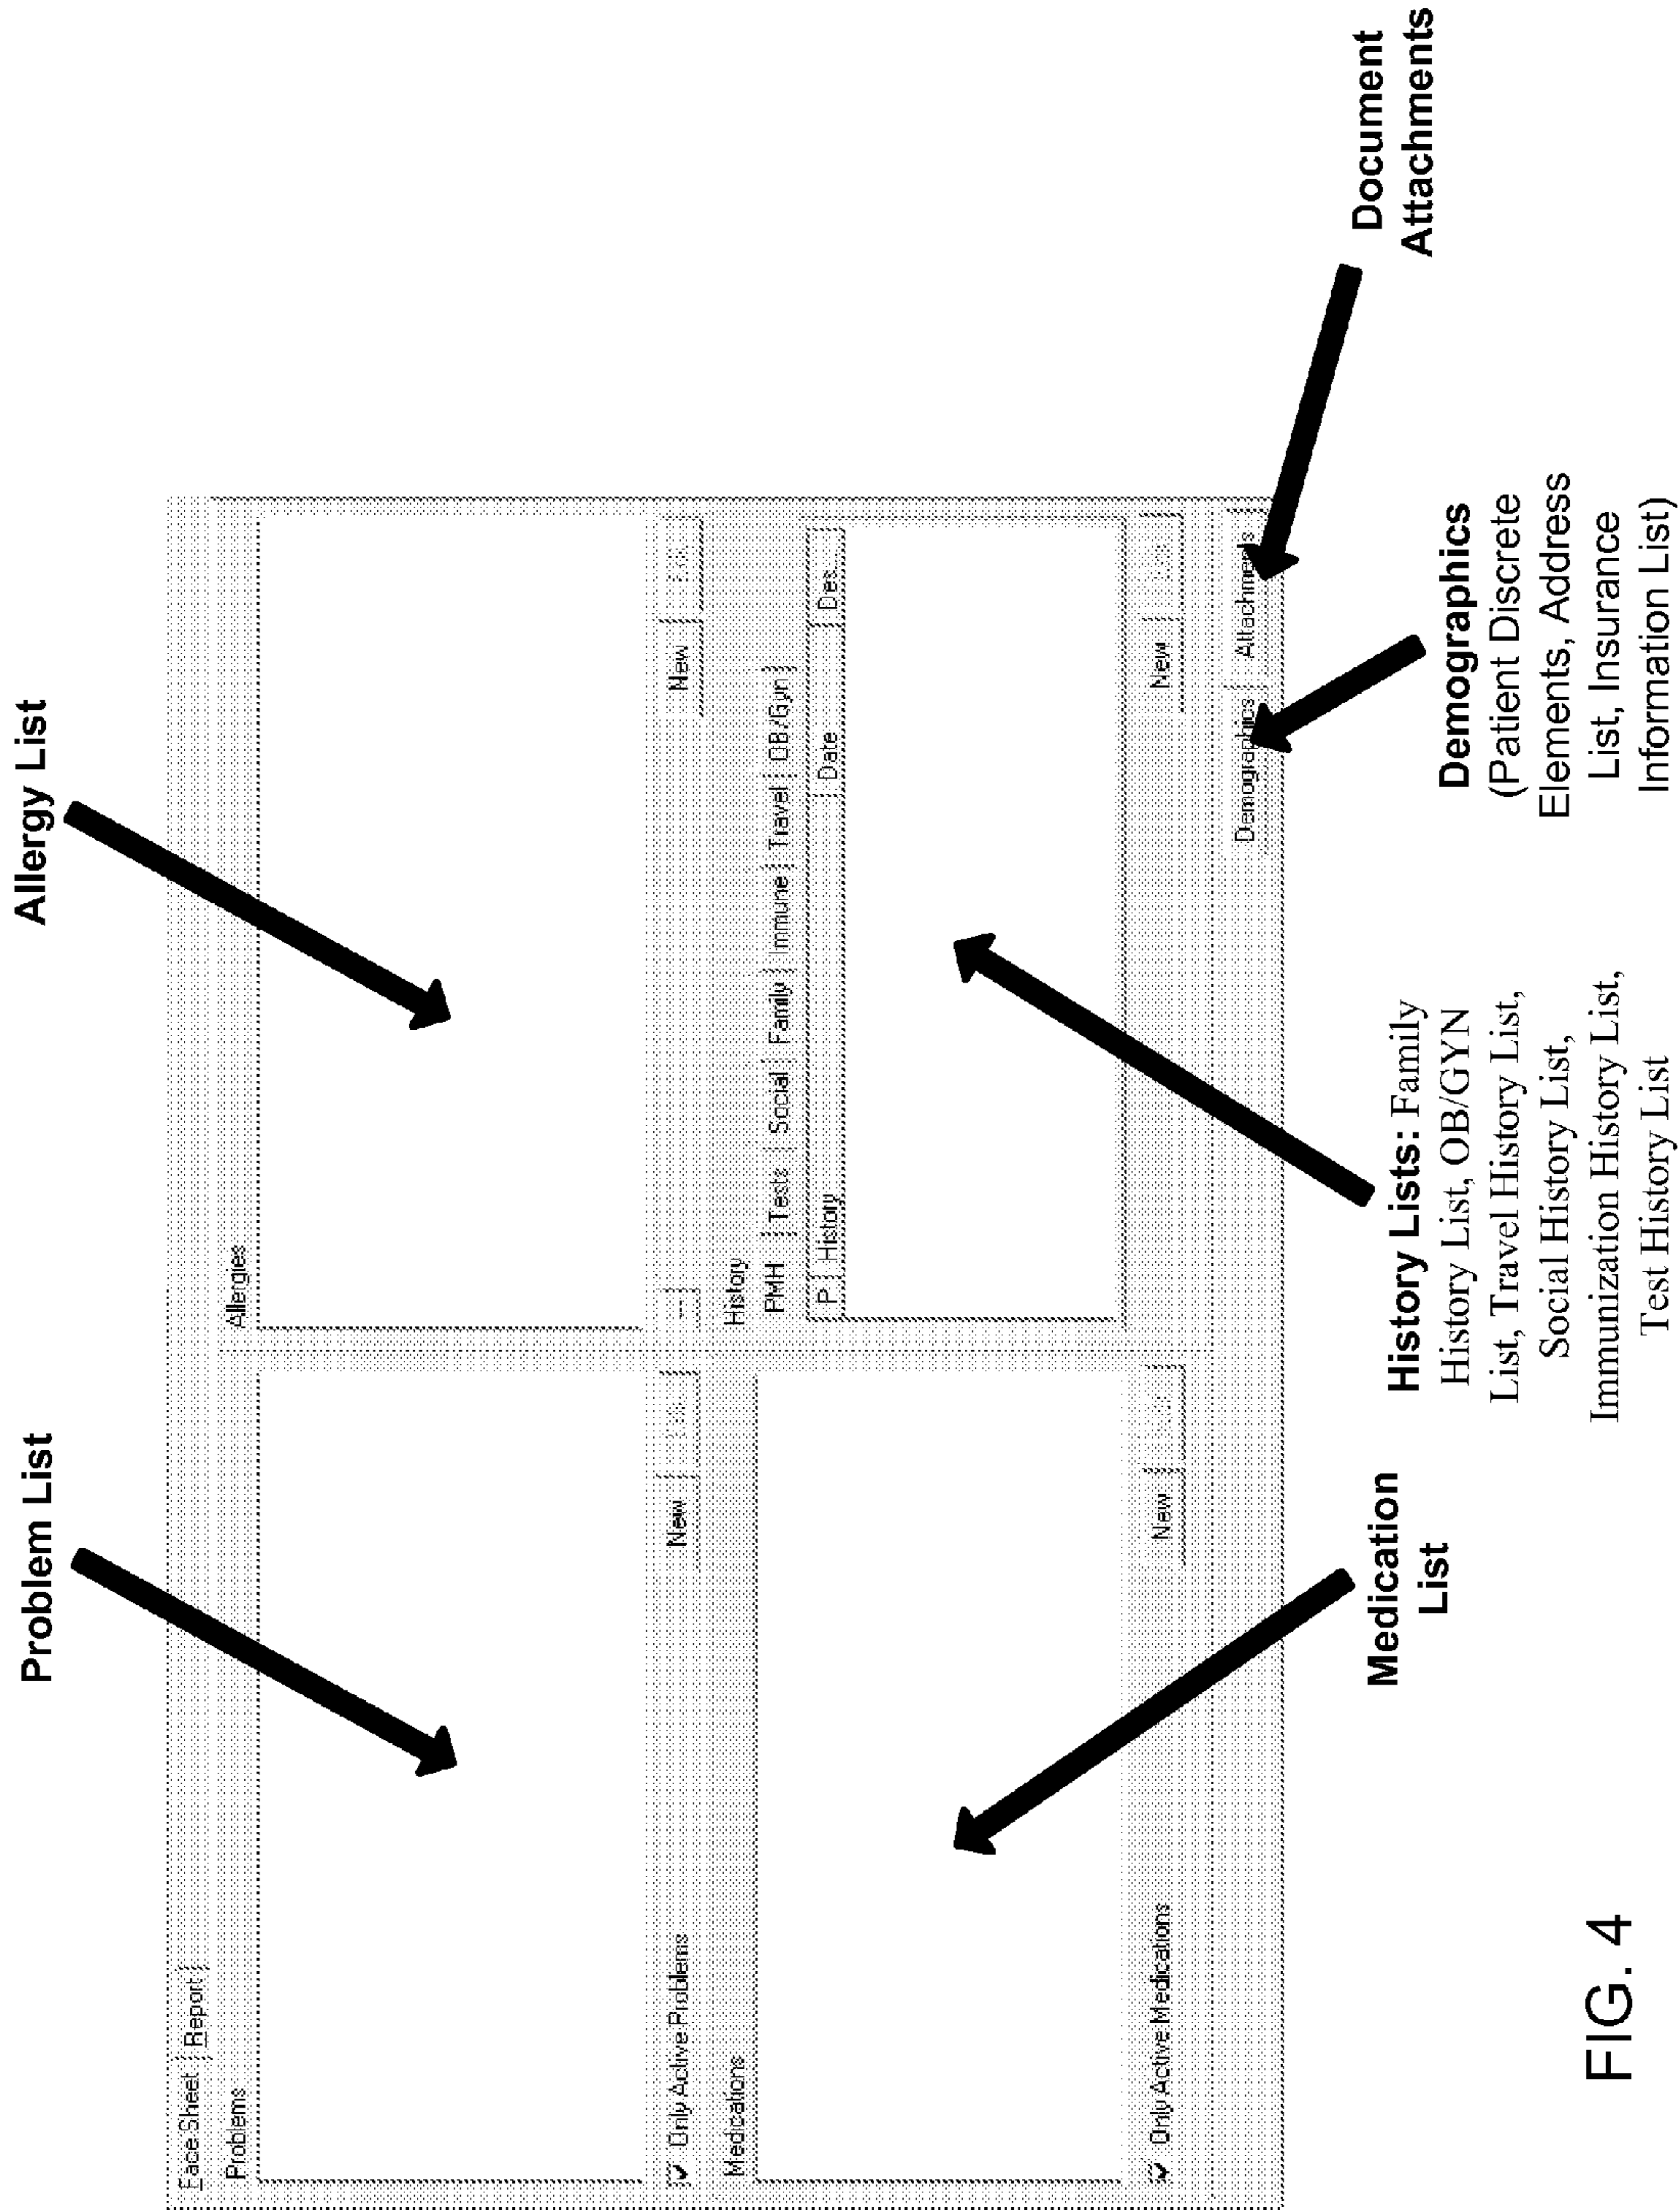 Problem List
Allergy List
Face Sheet Report
Problems
Allergies
Only Active Problems
New
---
New
Medications
History
PMH Tests Social Family Immune Travel OB/Gyn
P History Date Des...
Only Active Medications
New
New
Demographics Attachments
Medication
List
History Lists: Family
History List, OB/GYN
List, Travel History List,
Social History List,
Immunization History List,
Test History List
Demographics
(Patient Discrete
Elements, Address
List, Insurance
Information List)
Document
Attachments
FIG. 4